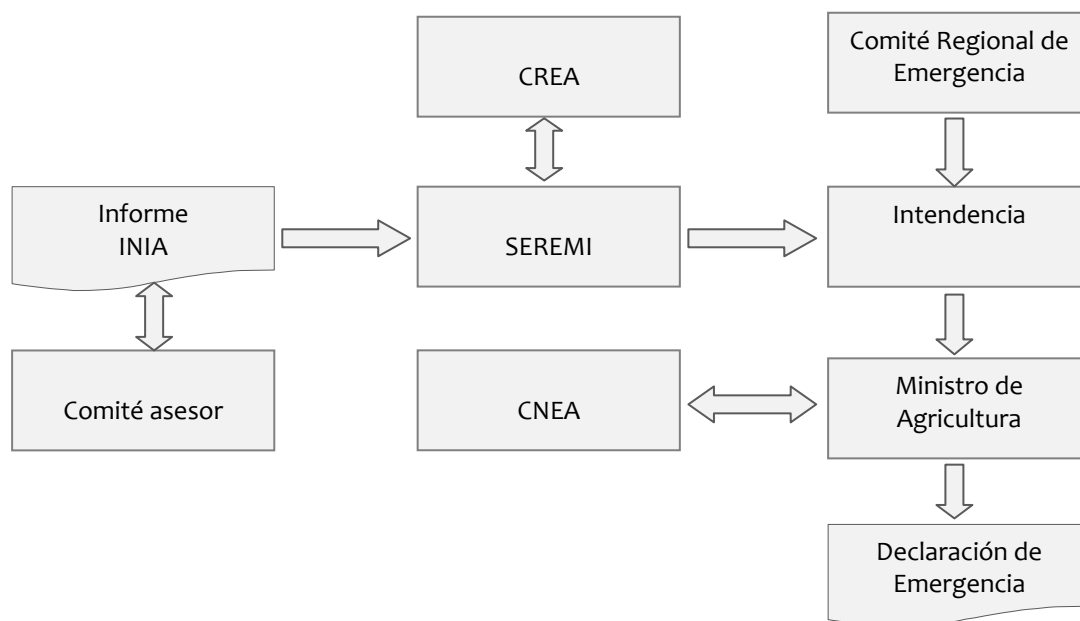 CREA
Comité Regional de
Emergencia
Informe
INIA
SEREMI
Intendencia
Comité asesor
CNEA
Ministro de
Agricultura
Declaración de
Emergencia